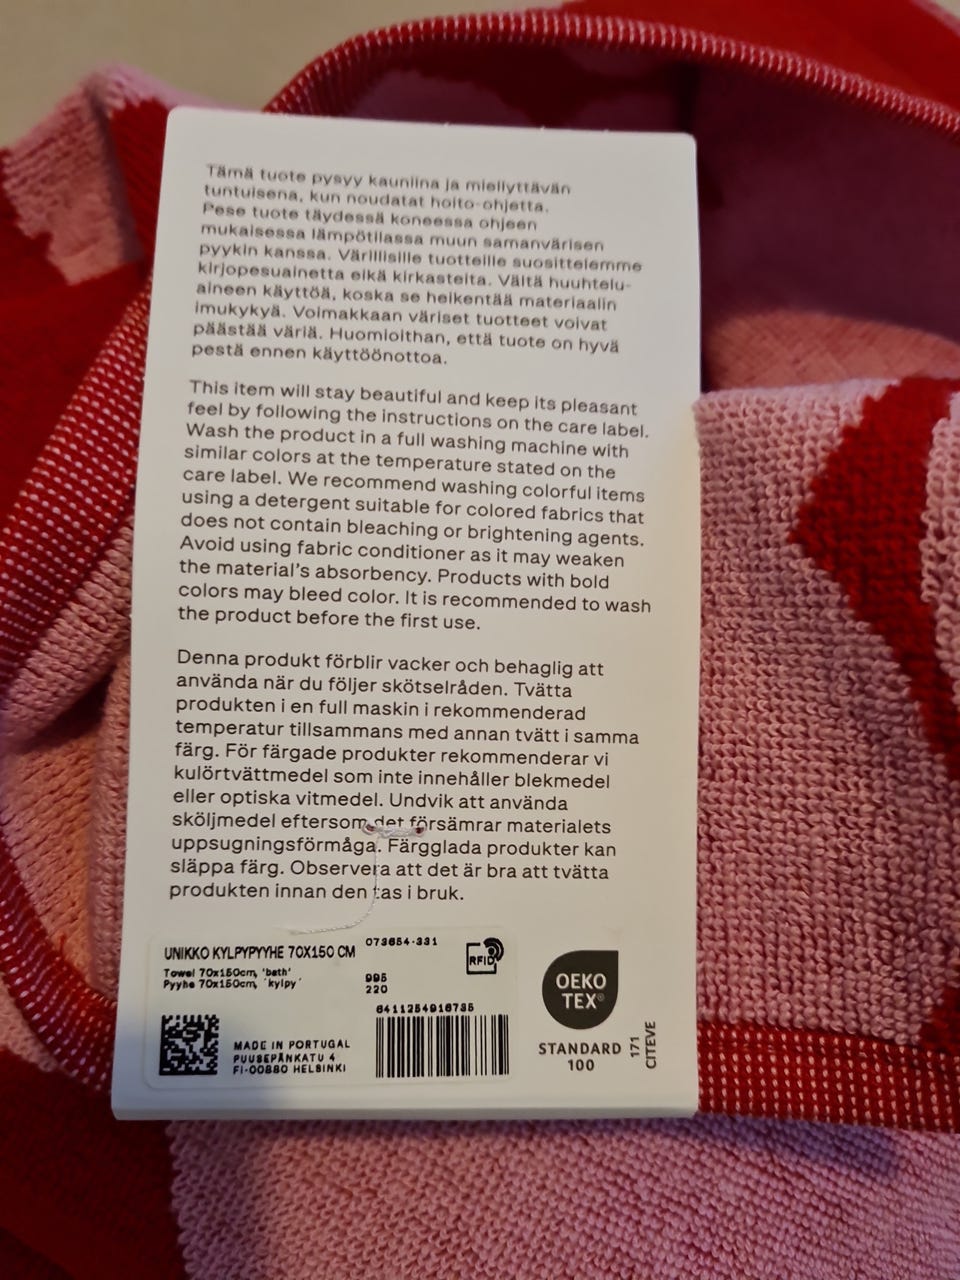 Tämä tuote pysyy kauniina ja miellyttävän
tuntuisena, kun noudatat hoito-ohjetta.
Pese tuote täydessä koneessa ohjeen
mukaisessa lämpötilassa muun samanvärisen
pyykin kanssa. Värillisille tuotteille suosittelemme
kirjopesuainetta eikä kirkasteita. Vältä huuhtelu-
aineen käyttöä, koska se heikentää materiaalin
imukykyä. Voimakkaan väriset tuotteet voivat
päästää väriä. Huomioithan, että tuote on hyvä
pestä ennen käyttöönottoa.
This item will stay beautiful and keep its pleasant
feel by following the instructions on the care label.
Wash the product in a full washing machine with
similar colors at the temperature stated on the
care label. We recommend washing colorful items
using a detergent suitable for colored fabrics that
does not contain bleaching or brightening agents.
Avoid using fabric conditioner as it may weaken
the material's absorbency. Products with bold
colors may bleed color. It is recommended to wash
the product before the first use.
Denna produkt förblir vacker och behaglig att
använda när du följer skötselråden. Tvätta
produkten i en full maskin i rekommenderad
temperatur tillsammans med annan tvätt i samma
färg. För färgade produkter rekommenderar vi
kulörtvättmedel som inte innehåller blekmedel
eller optiska vitmedel. Undvik att använda
sköljmedel eftersom det försämrar materialets
uppsugningsförmåga. Färgglada produkter kan
släppa färg. Observera att det är bra att tvätta
produkten innan den tas i bruk.
UNIKKO KYLPYPYYHE 70X150 CM
073654-331
Towel 70x150cm, 'bath'
Pyyhe 70x150cm, 'kylpy'
995
220
RFID
6411254916735
MADE IN PORTUGAL
PUUSEPÄNKATU 4
FI-00880 HELSINKI
OEKO
TEX®
STANDARD
100
171
CITEVE